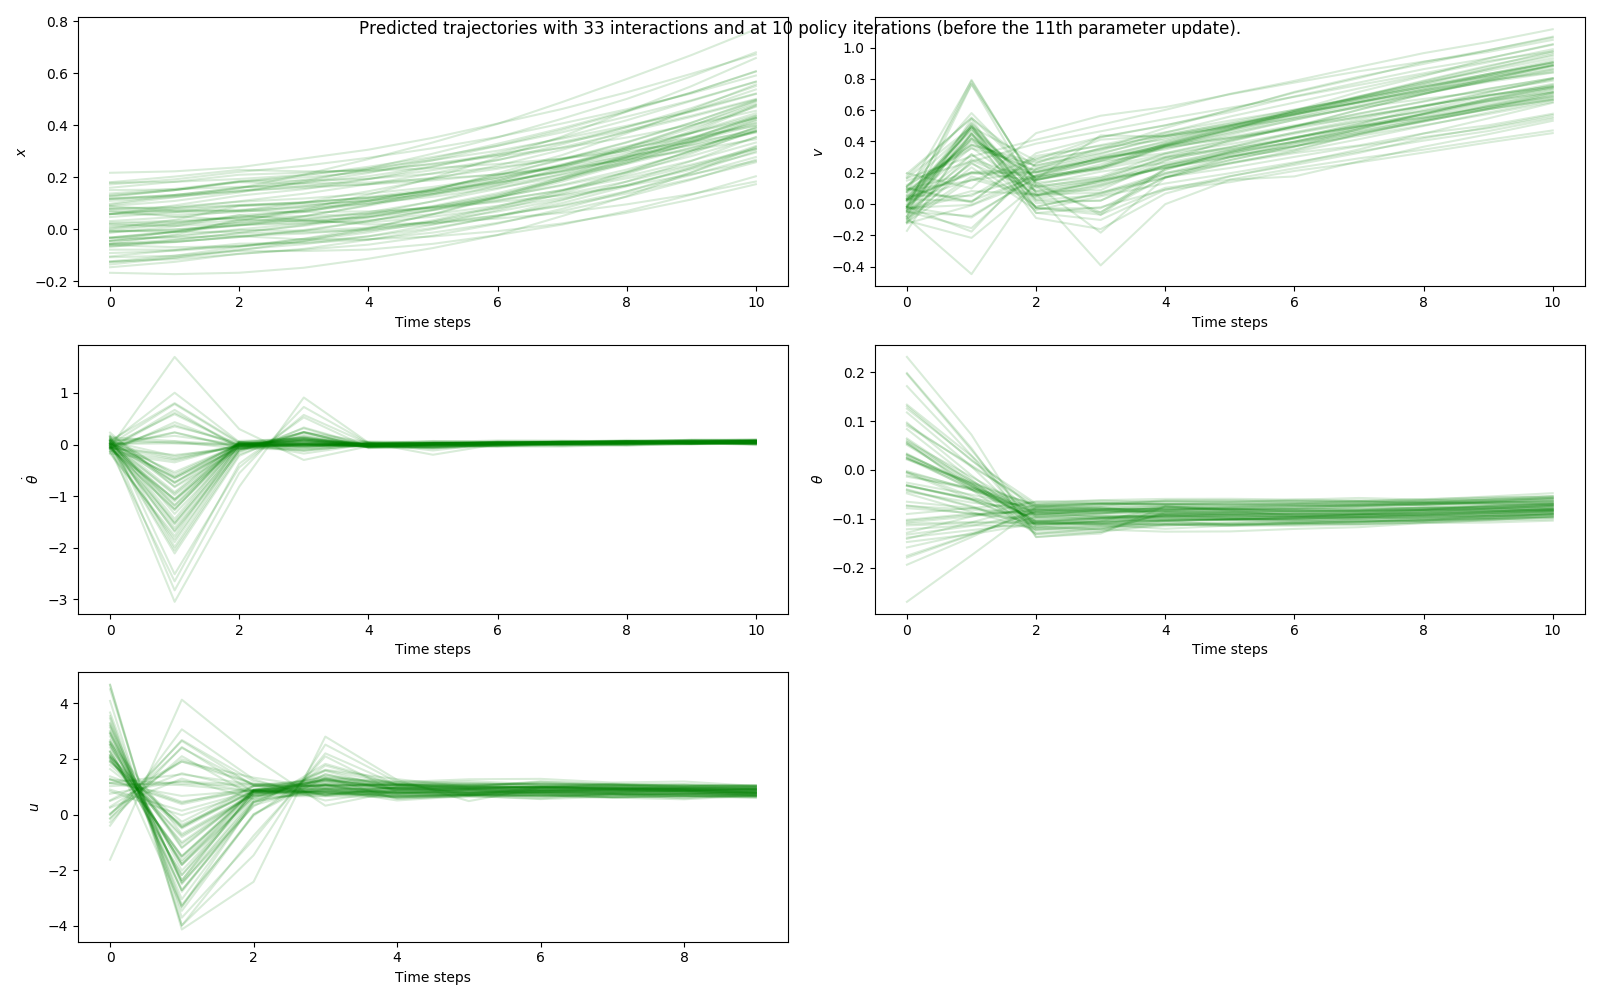 Predicted trajectories with 33 interactions and at 10 policy iterations (before the 11th parameter update).
0.8
0.6
0.4
0.2
0.0
−0.2
x
0 2 4 6 8 10
Time steps
1.0
0.8
0.6
0.4
0.2
0.0
−0.2
−0.4
v
0 2 4 6 8 10
Time steps
1
0
−1
−2
−3
θ̇
0 2 4 6 8 10
Time steps
0.2
0.1
0.0
−0.1
−0.2
θ
0 2 4 6 8 10
Time steps
4
2
0
−2
−4
u
0 2 4 6 8
Time steps